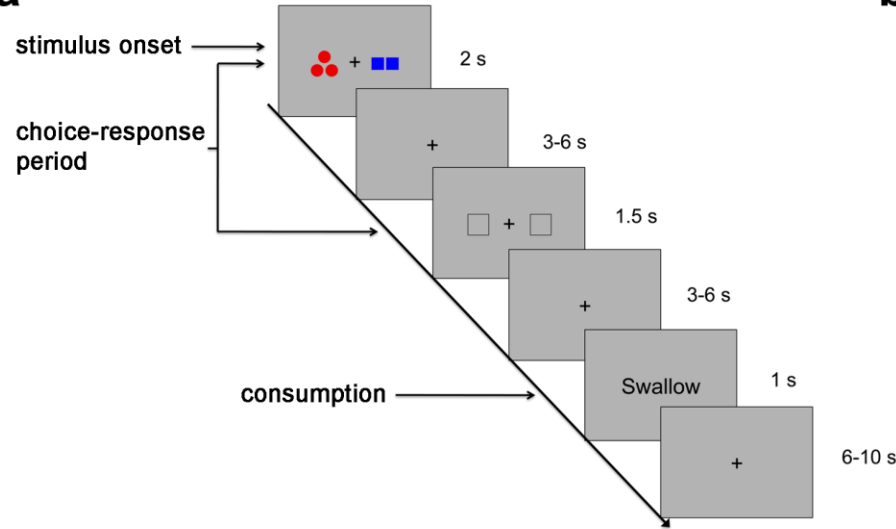 a
b
stimulus onset
2 s
choice-response
period
3-6 s
1.5 s
3-6 s
consumption
Swallow
1 s
6-10 s